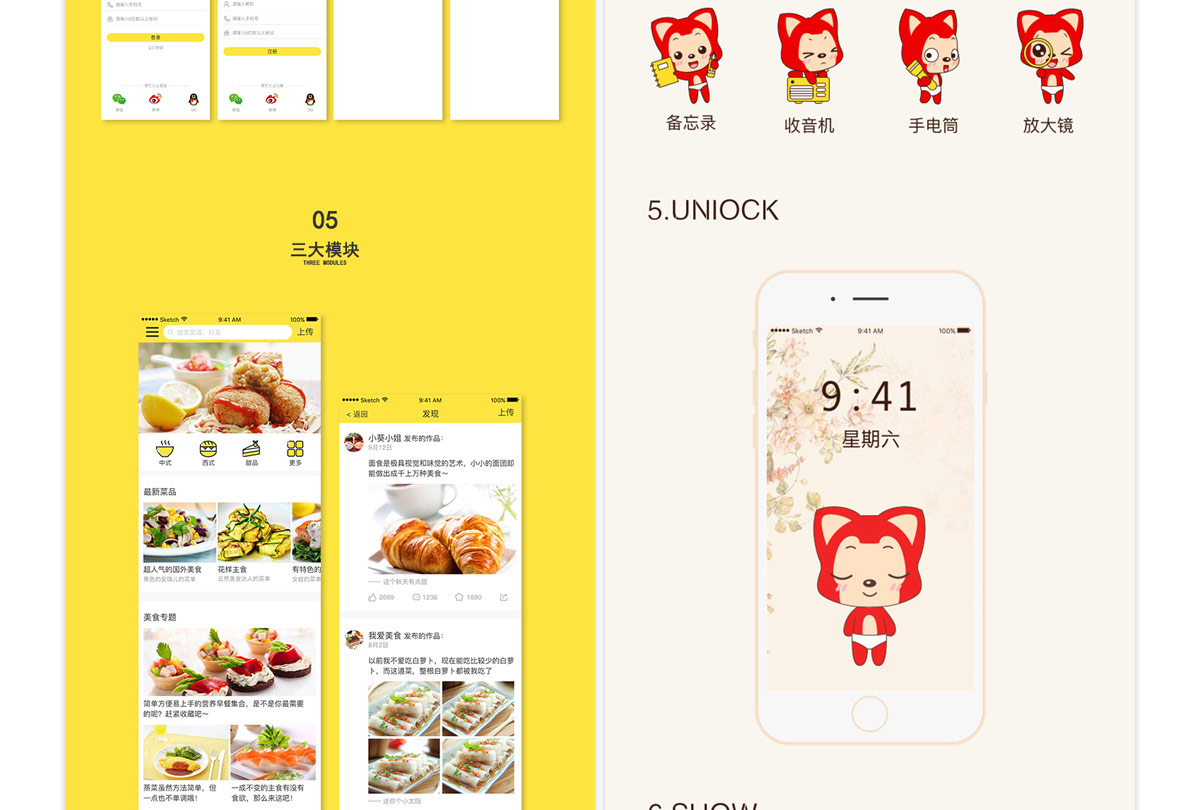 请输入手机号
请输入6位数以上密码
登录
忘记密码
微信
微博
QQ
请输入昵称
请输入手机号
请输入6位数以上密码
注册
微信
微博
QQ
05
三大模块
THREE MODULES
Sketch 9:41 AM 100%
搜索菜谱、好友
上传
中式 西式 甜品 更多
最新菜品
超人气的国外美食
花样主食
云然美食达人的菜单
有特色的
美食专题
简单方便易上手的营养早餐集合，是不是你最需要
的呢？赶紧收藏吧～
蒸菜虽然方法简单，但
一点也不单调哦！
一成不变的主食有没有
食欲，那么来这吧！
Sketch 9:41 AM 100%
< 返回 发现 上传
小葵小姐 发布的作品：
8月12日
面食是极具视觉和味觉的艺术，小小的面团却
能做出成千上万种美食～
—— 这个秋天有点甜
2689 1236 1890
我爱美食 发布的作品：
8月2日
以前我不爱吃白萝卜，现在能吃比较少的白萝
卜，而这道菜，整根白萝卜都被我吃了
—— 送你个小太阳
备忘录 收音机 手电筒 放大镜
5.UNIOCK
Sketch 9:41 AM 100%
9:41
星期六
6.SHOW